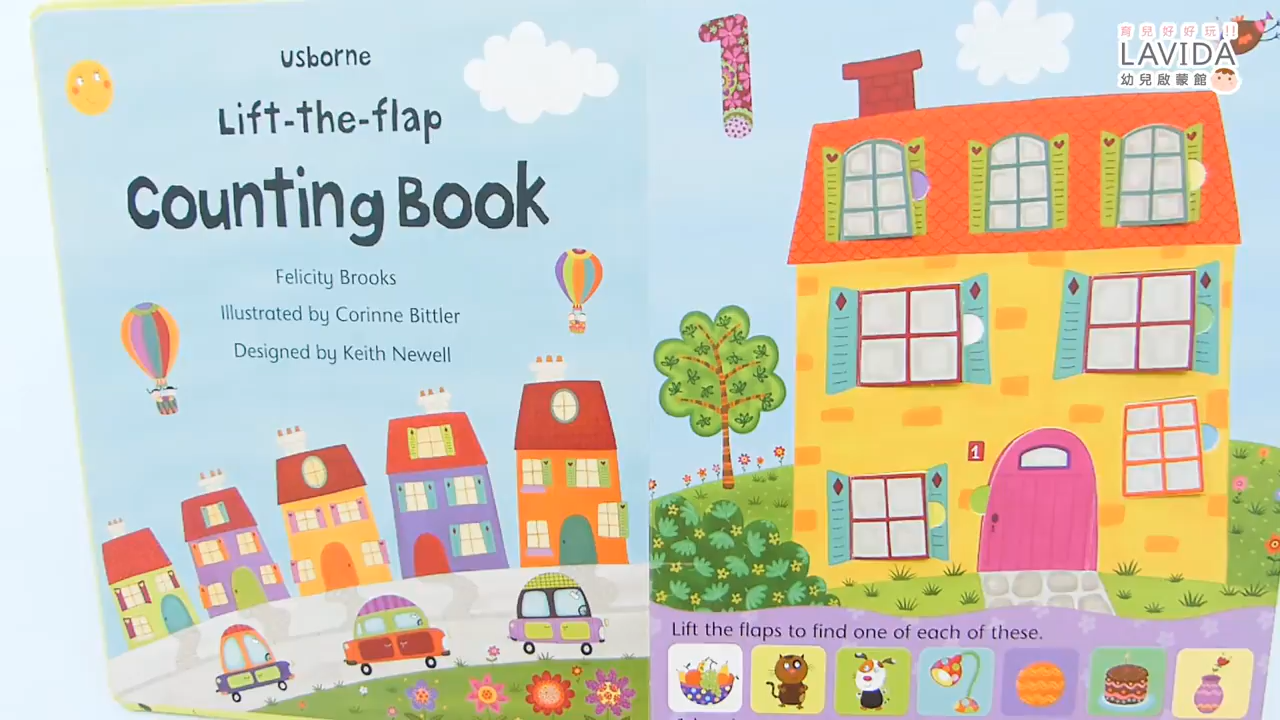 usborne
Lift-the-flap
Counting Book
Felicity Brooks
Illustrated by Corinne Bittler
Designed by Keith Newell
1
育兒好好玩!!
LAVIDA
幼兒啟蒙館
1
Lift the flaps to find one of each of these.